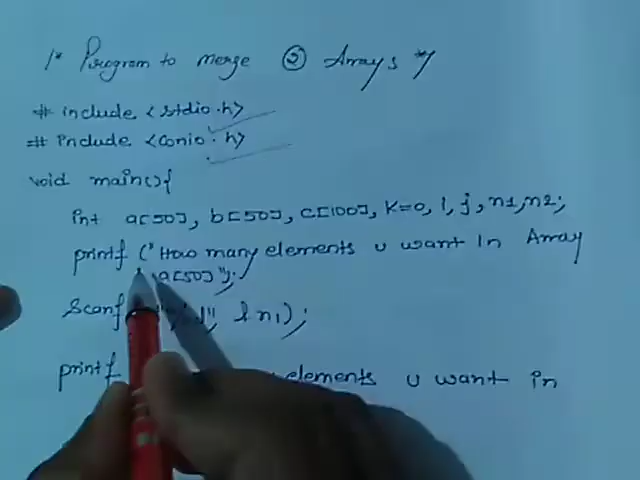 /* Program to merge ② Arrays */
# include <stdio.h>
# include <conio.h>
void main(){
int a[50], b[50], c[100], K=0, i, j, n1, n2;
printf ("How many elements u want in Array
a[50]");
Scanf &n1);
printf elements u want in